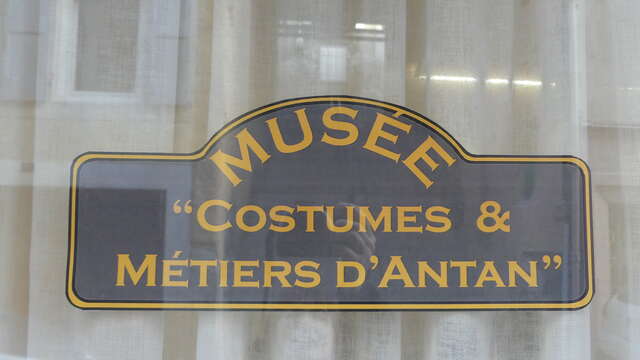 MUSÉE
“COSTUMES &
MÉTIERS D’ANTAN”